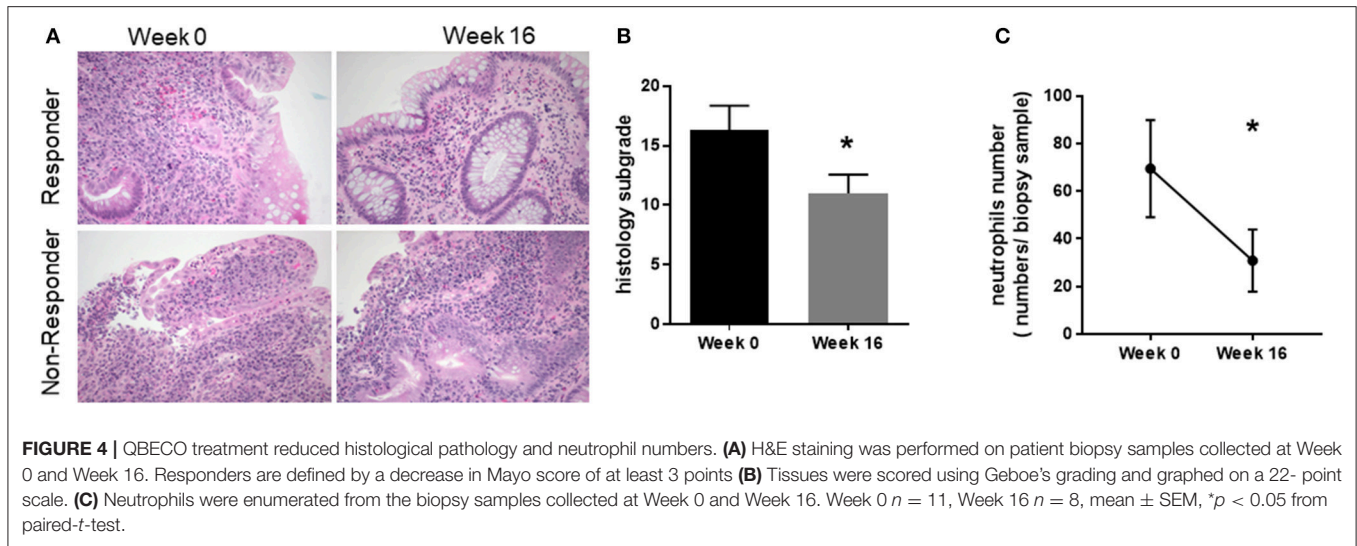 A
Week 0
Week 16
Responder
Non-Responder
B
histology subgrade
20
15
10
5
0
*
Week 0
Week 16
C
neutrophils number
( numbers/ biopsy sample)
100
80
60
40
20
0
*
Week 0
Week 16
FIGURE 4 | QBECO treatment reduced histological pathology and neutrophil numbers. (A) H&E staining was performed on patient biopsy samples collected at Week
0 and Week 16. Responders are defined by a decrease in Mayo score of at least 3 points (B) Tissues were scored using Geboe's grading and graphed on a 22- point
scale. (C) Neutrophils were enumerated from the biopsy samples collected at Week 0 and Week 16. Week 0 n = 11, Week 16 n = 8, mean ± SEM, *p < 0.05 from
paired-t-test.